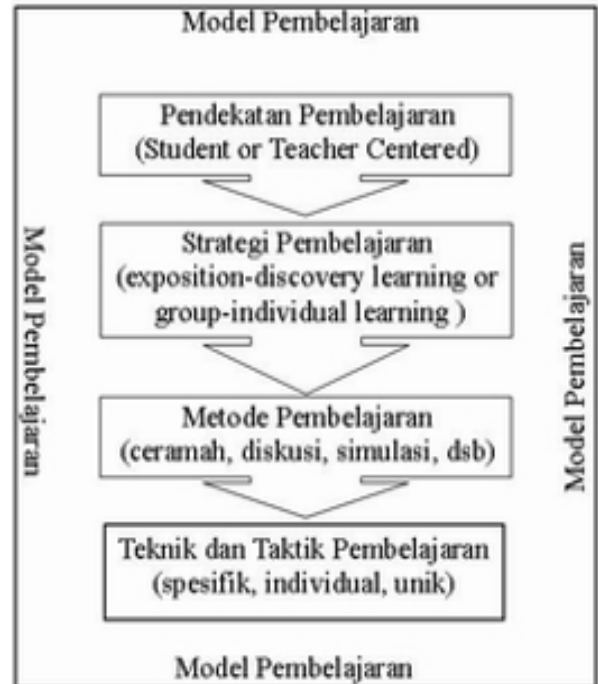 Model Pembelajaran
Pendekatan Pembelajaran
(Student or Teacher Centered)
Strategi Pembelajaran
(exposition-discovery learning or
group-individual learning )
Metode Pembelajaran
(ceramah, diskusi, simulasi, dsb)
Teknik dan Taktik Pembelajaran
(spesifik, individual, unik)
Model Pembelajaran
Model Pembelajaran
Model Pembelajaran